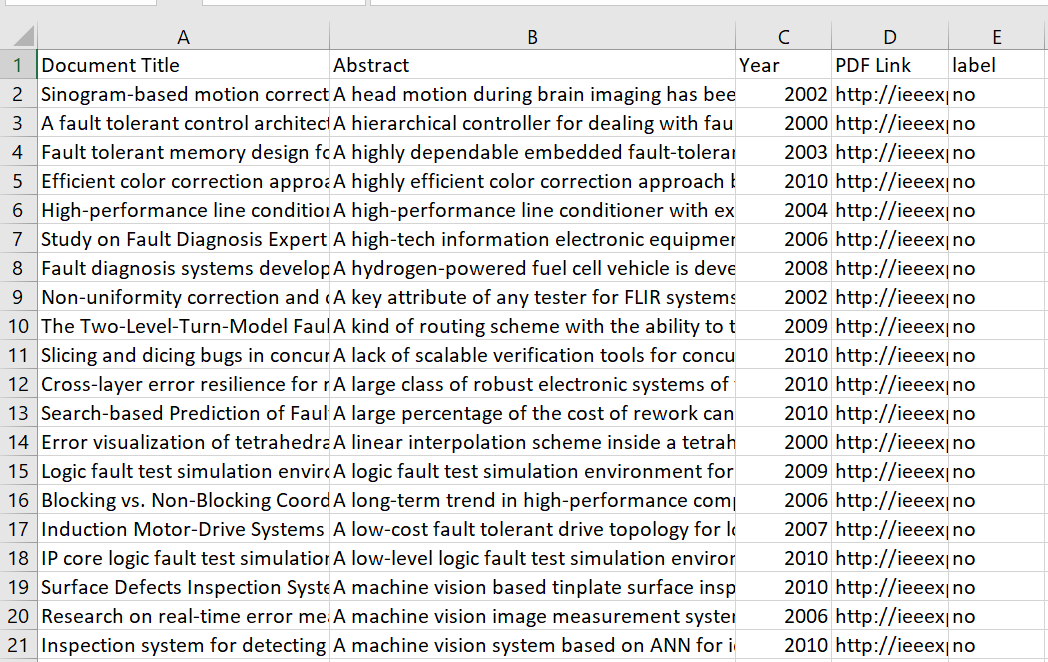 A B C D E
1 Document Title Abstract Year PDF Link label
2 Sinogram-based motion correct A head motion during brain imaging has bee 2002 http://ieeex no
3 A fault tolerant control architect A hierarchical controller for dealing with fau 2000 http://ieeex no
4 Fault tolerant memory design fo A highly dependable embedded fault-tolerar 2003 http://ieeex no
5 Efficient color correction approa A highly efficient color correction approach 2010 http://ieeex no
6 High-performance line condition A high-performance line conditioner with ex 2004 http://ieeex no
7 Study on Fault Diagnosis Expert A high-tech information electronic equipmer 2006 http://ieeex no
8 Fault diagnosis systems develop A hydrogen-powered fuel cell vehicle is deve 2008 http://ieeex no
9 Non-uniformity correction and A key attribute of any tester for FLIR systems 2002 http://ieeex no
10 The Two-Level-Turn-Model Faul A kind of routing scheme with the ability to t 2009 http://ieeex no
11 Slicing and dicing bugs in concur A lack of scalable verification tools for concu 2010 http://ieeex no
12 Cross-layer error resilience for r A large class of robust electronic systems of 2010 http://ieeex no
13 Search-based Prediction of Faul A large percentage of the cost of rework can 2010 http://ieeex no
14 Error visualization of tetrahedra A linear interpolation scheme inside a tetrah 2000 http://ieeex no
15 Logic fault test simulation enviro A logic fault test simulation environment for 2009 http://ieeex no
16 Blocking vs. Non-Blocking Coord A long-term trend in high-performance comp 2006 http://ieeex no
17 Induction Motor-Drive Systems A low-cost fault tolerant drive topology for lo 2007 http://ieeex no
18 IP core logic fault test simulation A low-level logic fault test simulation enviror 2010 http://ieeex no
19 Surface Defects Inspection Syste A machine vision based tinplate surface insp 2010 http://ieeex no
20 Research on real-time error mea A machine vision image measurement syster 2006 http://ieeex no
21 Inspection system for detecting A machine vision system based on ANN for i 2010 http://ieeex no